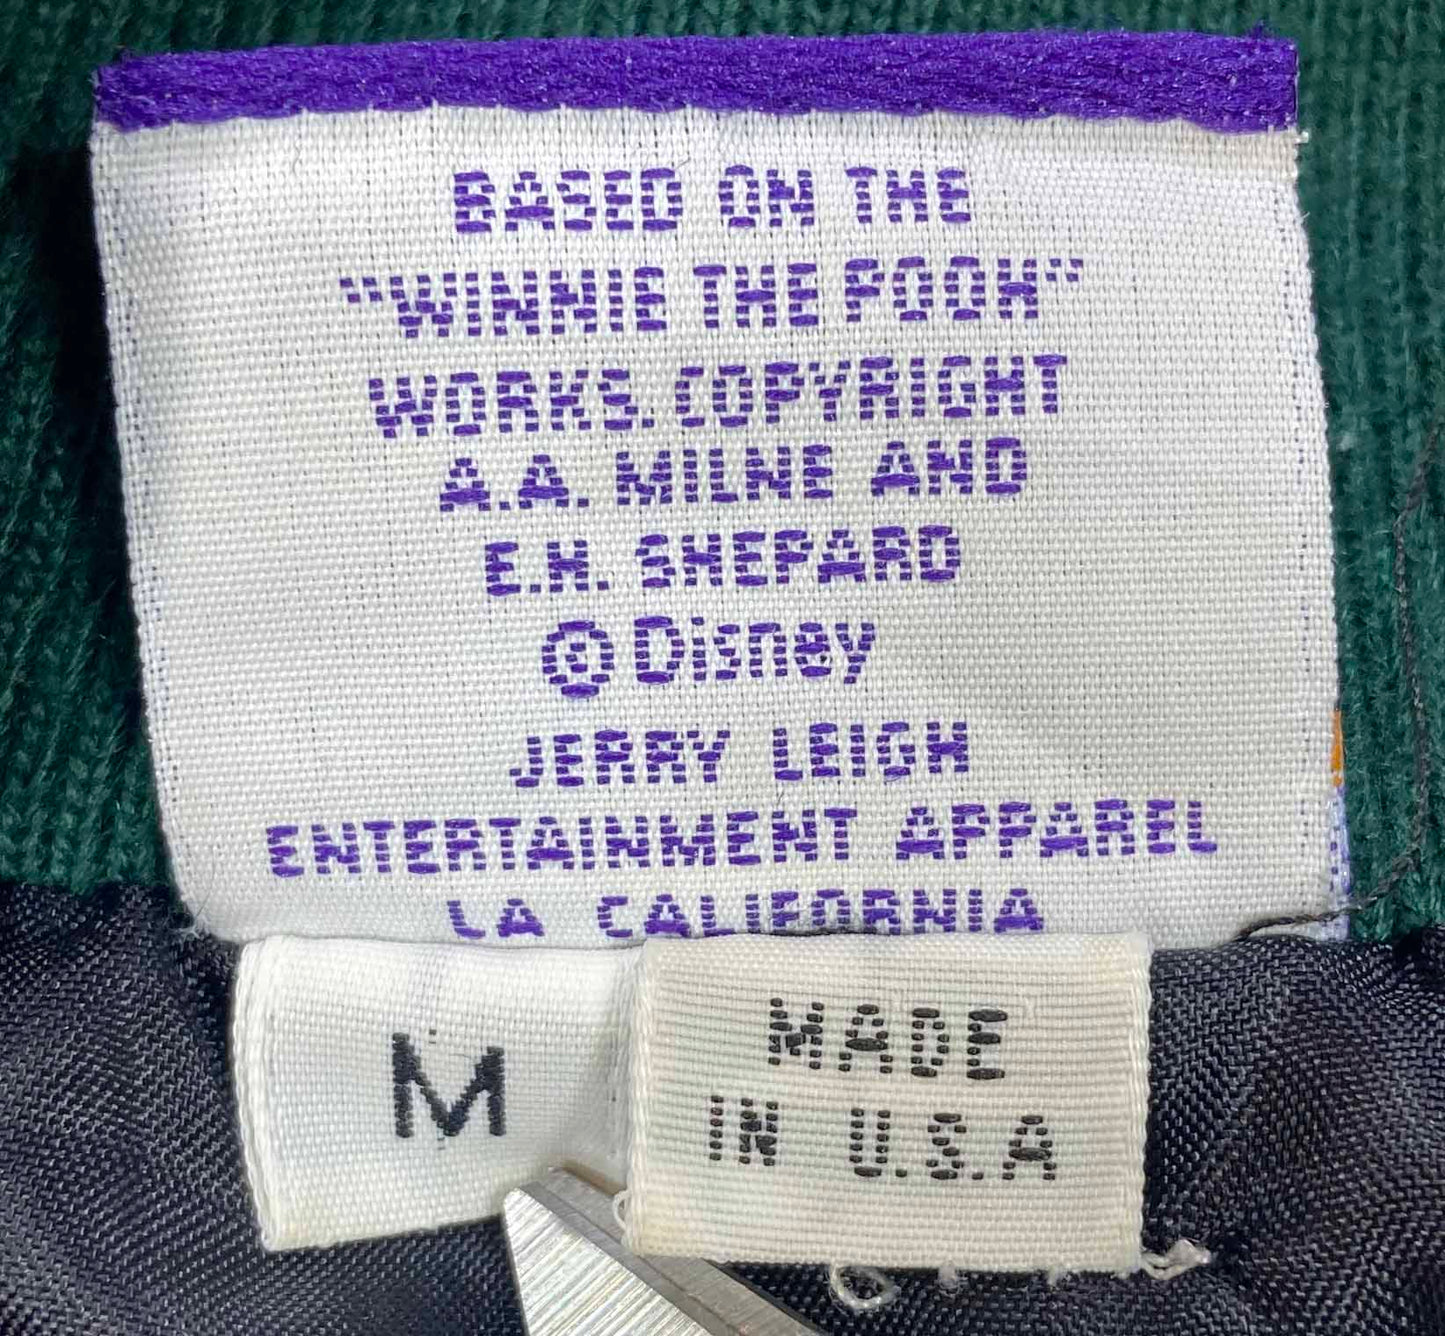 BASED ON THE
"WINNIE THE POOH"
WORKS. COPYRIGHT
A.A. MILNE AND
E.H. SHEPARD
© Disney
JERRY LEIGH
ENTERTAINMENT APPAREL
LA CALIFORNIA
M
MADE
IN U.S.A